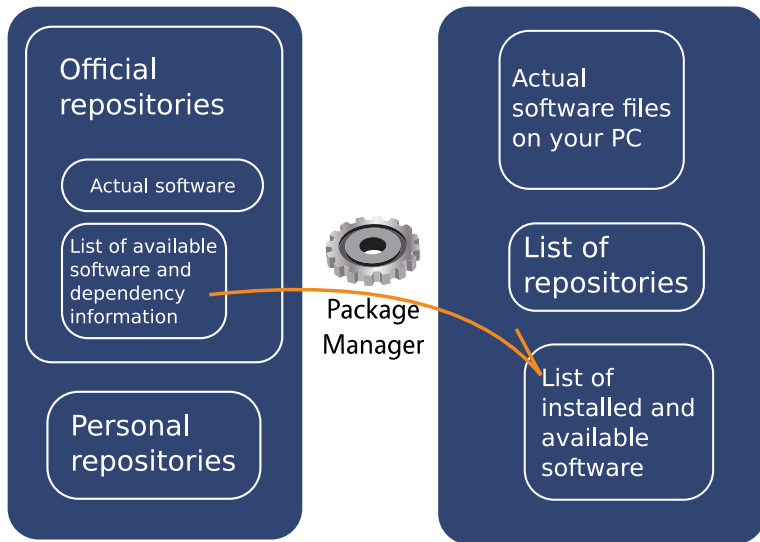 Official
repositories
Actual software
List of available
software and
dependency
information
Personal
repositories
Package
Manager
Actual
software files
on your PC
List of
repositories
List of
installed and
available
software